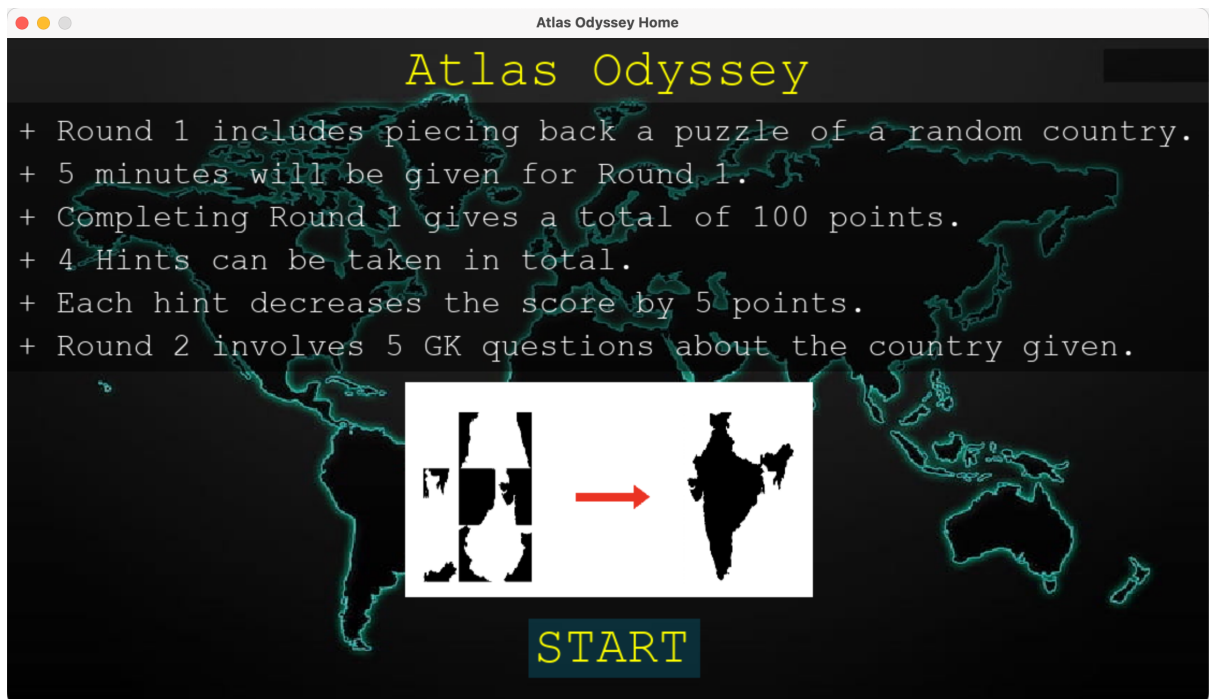 Atlas Odyssey Home
Atlas Odyssey
+ Round 1 includes piecing back a puzzle of a random country.
+ 5 minutes will be given for Round 1.
+ Completing Round 1 gives a total of 100 points.
+ 4 Hints can be taken in total.
+ Each hint decreases the score by 5 points.
+ Round 2 involves 5 GK questions about the country given.
START